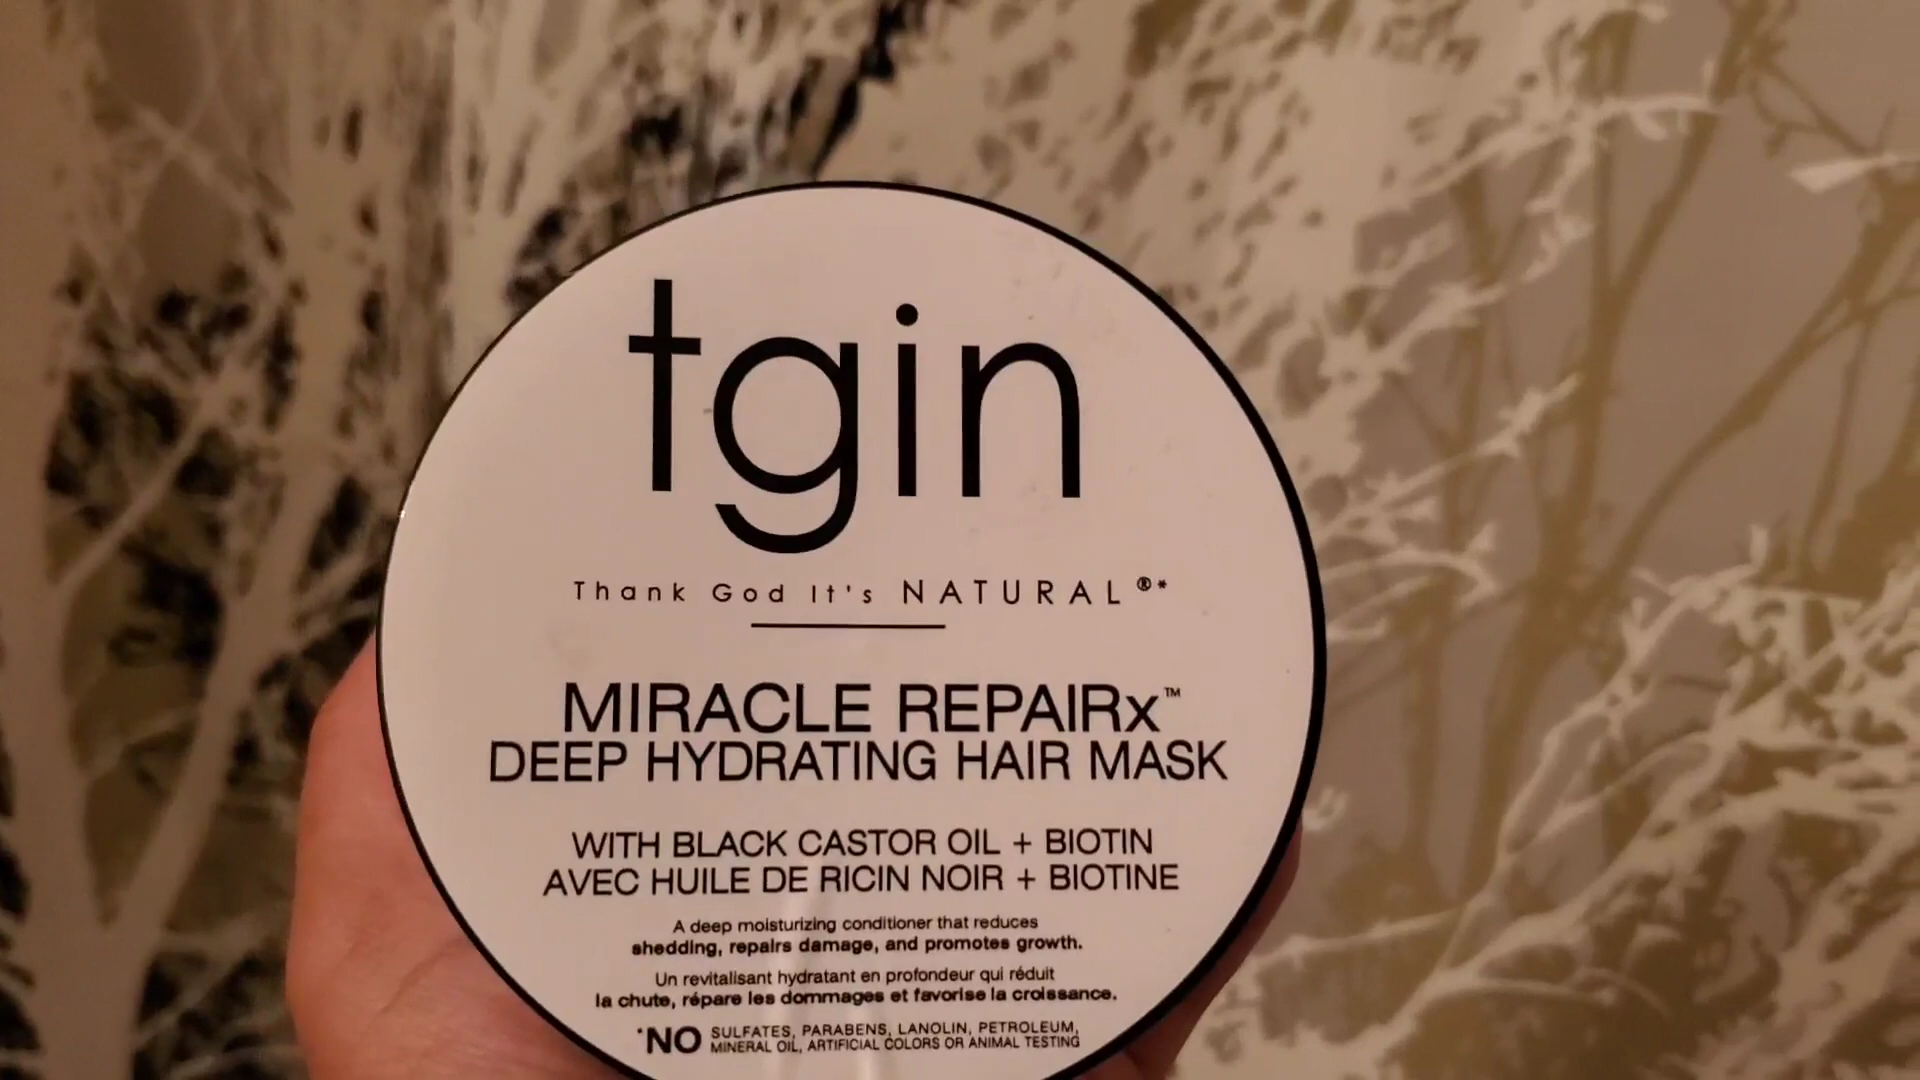 tgin
Thank God It's NATURAL®*
MIRACLE REPAIRx™
DEEP HYDRATING HAIR MASK
WITH BLACK CASTOR OIL + BIOTIN
AVEC HUILE DE RICIN NOIR + BIOTINE
A deep moisturizing conditioner that reduces
shedding, repairs damage, and promotes growth.
Un revitalisant hydratant en profondeur qui réduit
la chute, répare les dommages et favorise la croissance.
*NO SULFATES, PARABENS, LANOLIN, PETROLEUM,
MINERAL OIL, ARTIFICIAL COLORS OR ANIMAL TESTING